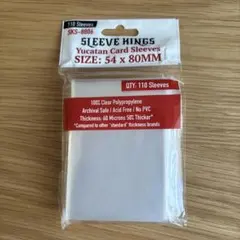 110 Sleeves
SKS-8806
SLEEVE KINGS
Yucatan Card Sleeves
SIZE: 54 x 80MM
QTY: 110 Sleeves
100% Clear Polypropylene
Archival Safe / Acid Free / No PVC
Thickness: 60 Microns 50% Thicker*
*Compared to other "standard" thickness brands